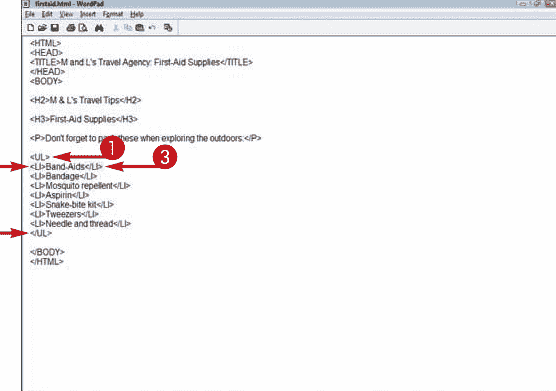 firstaid.html - WordPad
File Edit View Insert Format Help
<HTML>
<HEAD>
<TITLE>M and L's Travel Agency: First-Aid Supplies</TITLE>
</HEAD>
<BODY>
<H2>M & L's Travel Tips</H2>
<H3>First-Aid Supplies</H3>
<P>Don't forget to these when exploring the outdoors:</P>
<UL> 1
<LI>Band-Aids</LI> 3
<LI>Bandage</LI>
<LI>Mosquito repellent</LI>
<LI>Aspirin</LI>
<LI>Snake-bite kit</LI>
<LI>Tweezers</LI>
<LI>Needle and thread</LI>
</UL>
</BODY>
</HTML>